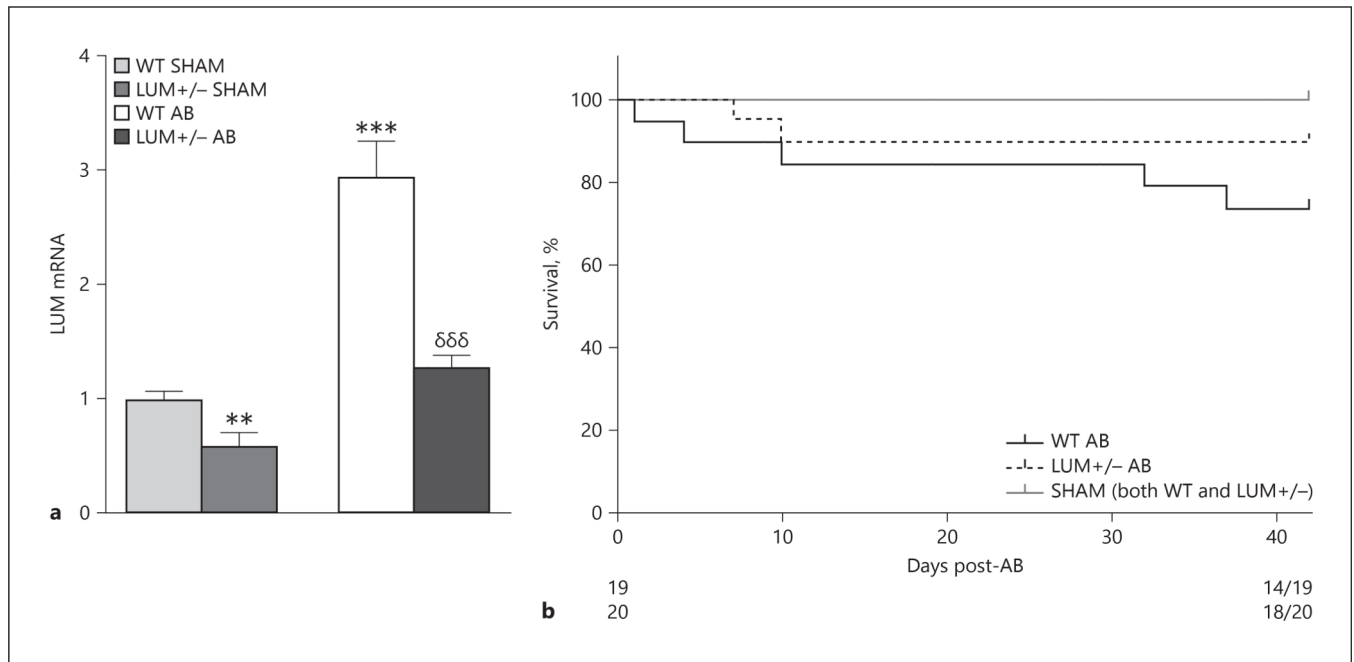 4
3
2
1
0
LUM mRNA
WT SHAM
LUM+/– SHAM
WT AB
LUM+/– AB
**
***
δδδ
a
100
80
60
40
20
0
Survival, %
0 10 20 30 40
Days post-AB
WT AB
LUM+/– AB
SHAM (both WT and LUM+/–)
19 14/19
20 18/20
b